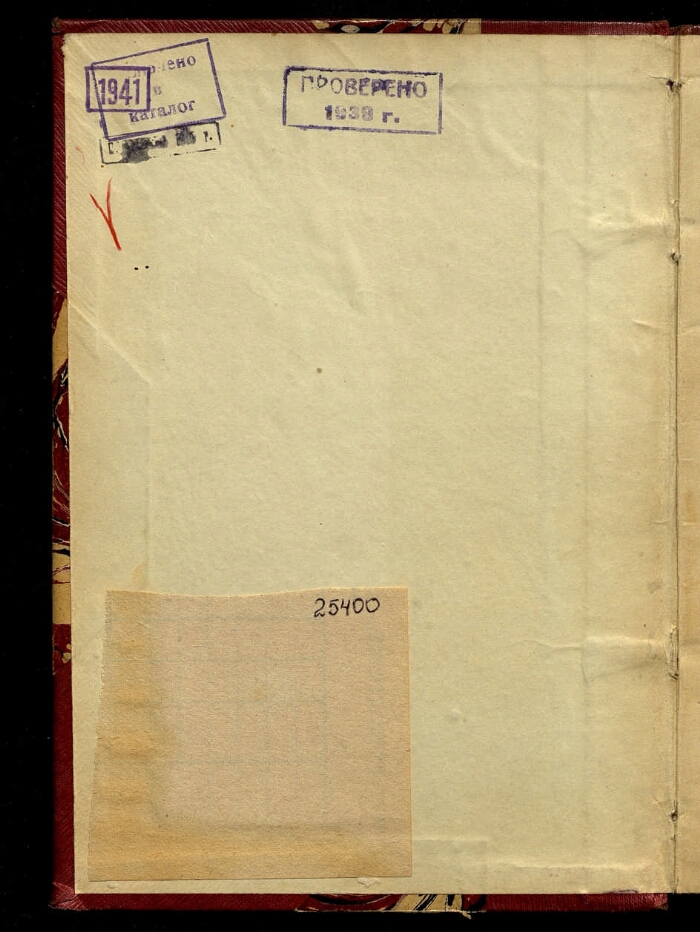 1941
в
каталог
ПРОВЕРЕНО
1938 г.
25400